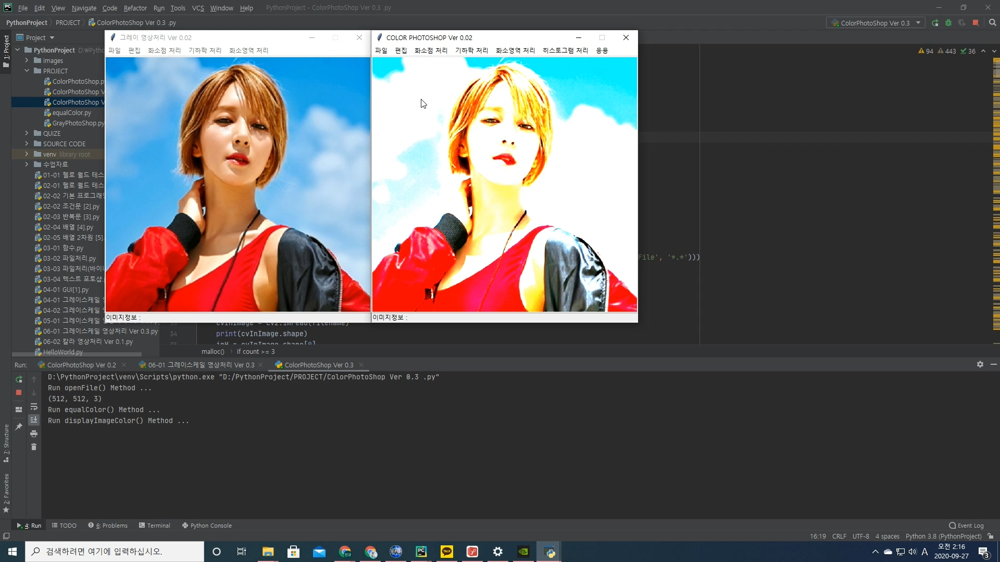 File Edit View Navigate Code Refactor Run Tools VCS Window Help PythonProject - ColorPhotoShop Ver 0.3 .py
PythonProject PROJECT ColorPhotoShop Ver 0.3 .py ColorPhotoShop Ver 0.3
1: Project
Project
PythonProject D:₩Pytho
images
PROJECT
ColorPhotoShop.p
ColorPhotoShop V
ColorPhotoShop V
equalColor.py
GrayPhotoShop.py
QUIZE
SOURCE CODE
venv library root
수업자료
01-01 헬로 월드 테스
02-01 헬로 월드 테스
02-02 기본 프로그래밍
02-02 조건문 [2].py
02-03 반복문 [3].py
02-04 배열 [4].py
02-05 배열 2차원 [5].
03-01 함수.py
03-02 파일처리.py
03-03 파일처리(바이너
03-04 텍스트 포토샵.
04-01 GUI[1].py
04-01 그레이스케일
04-02 그레이스케일
05-01 그레이스케일
06-01 그레이스케일 영상처리 Ver 0.3.py
06-02 칼라 영상처리 Ver 0.1.py
HelloWorld.py
그레이 영상처리 Ver 0.02
파일 편집 화소점 처리 기하학 처리 화소영역 처리
이미지정보 :
COLOR PHOTOSHOP Ver 0.02
파일 편집 화소점 처리 기하학 처리 화소영역 처리 히스토그램 처리 응용
이미지정보 :
94 443 36
File', '*.*')))
33 cvInImage = cv2.imread(filename)
34 print(cvInImage.shape)
35 inH = cvInImage.shape[0]
malloc() if count >= 3
Run: ColorPhotoShop Ver 0.2 06-01 그레이스케일 영상처리 Ver 0.3 ColorPhotoShop Ver 0.3
D:\PythonProject\venv\Scripts\python.exe "D:/PythonProject/PROJECT/ColorPhotoShop Ver 0.3 .py"
Run openFile() Method ...
(512, 512, 3)
Run equalColor() Method ...
Run displayImageColor() Method ...
7: Structure
2: Favorites
4: Run TODO 6: Problems Terminal Python Console Event Log
16:19 CRLF UTF-8 4 spaces Python 3.8 (PythonProject)
검색하려면 여기에 입력하십시오.
PC
TALK
A
오전 2:16
2020-09-27
3